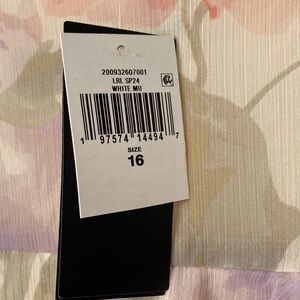 200932607001
LRL SP24
WHITE MU
1 97574 14494 7
SIZE
16